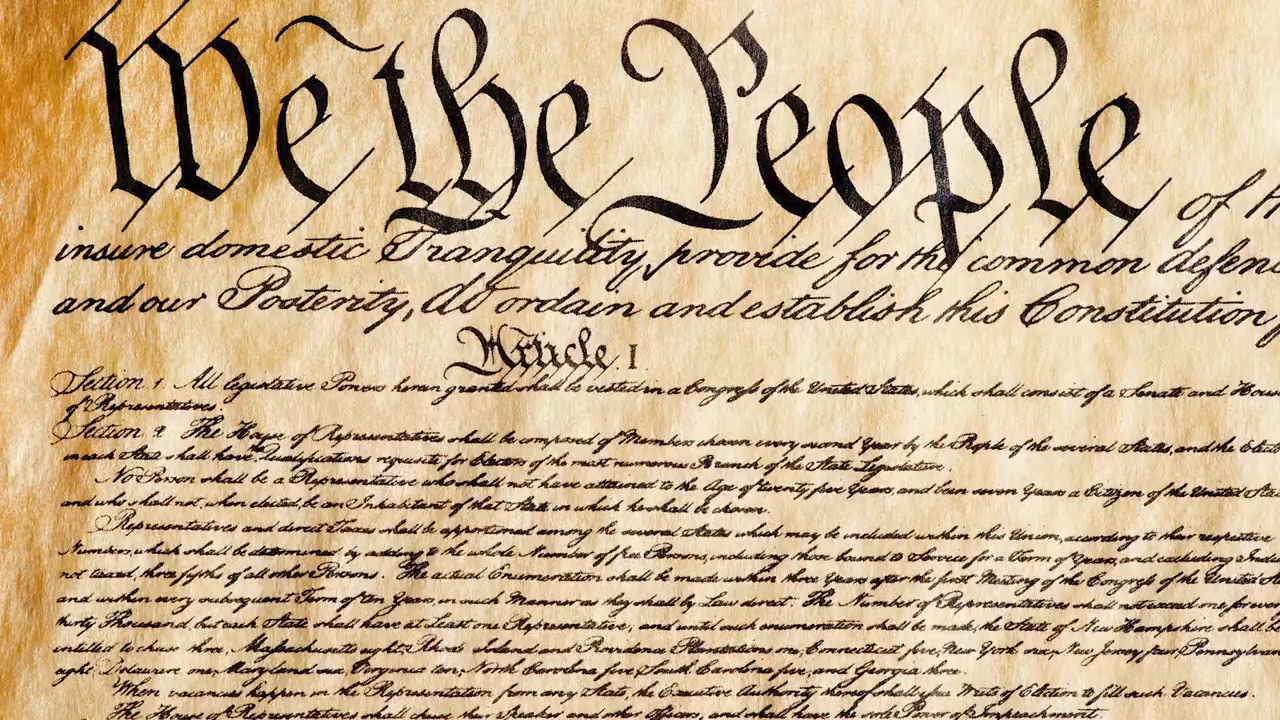 We the People of
insure domestic Tranquility, provide for the common defen
and our Posterity, do ordain and establish this Constitution
Article. I
Section. 1 All legislative Powers herein granted shall be vested in a Congress of the United States, which shall consist of a Senate and Hous
of Representatives.
Section. 2. The House of Representatives shall be composed of Members chosen every second Year by the People of the several States, and the Electo
in each State shall have the Qualifications requisite for Electors of the most numerous Branch of the State Legislature.
No Person shall be a Representative who shall not have attained to the Age of twenty five Years, and been seven Years a Citizen of the United Stat
and who shall not, when elected, be an Inhabitant of that State in which he shall be chosen.
Representatives and direct Taxes shall be apportioned among the several States which may be included within this Union, according to their respective
Numbers, which shall be determined by adding to the whole Number of free Persons, including those bound to Service for a Term of Years, and excluding Indi
not taxed, three fifths of all other Persons. The actual Enumeration shall be made within three Years after the first Meeting of the Congress of the United St
and within every subsequent Term of ten Years, in such Manner as they shall by Law direct. The Number of Representatives shall not exceed one for ever
thirty Thousand, but each State shall have at Least one Representative; and until such enumeration shall be made, the State of New Hampshire shall be
entitled to chuse three, Massachusetts eight, Rhode Island and Providence Plantations one, Connecticut five, New York six, New Jersey four, Pennsylvan
eight, Delaware one, Maryland six, Virginia ten, North Carolina five, South Carolina five, and Georgia three.
When vacancies happen in the Representation from any State, the Executive Authority thereof shall issue Writs of Election to fill such Vacancies.
The House of Representatives shall chuse their Speaker and other Officers; and shall have the sole Power of Impeachment.